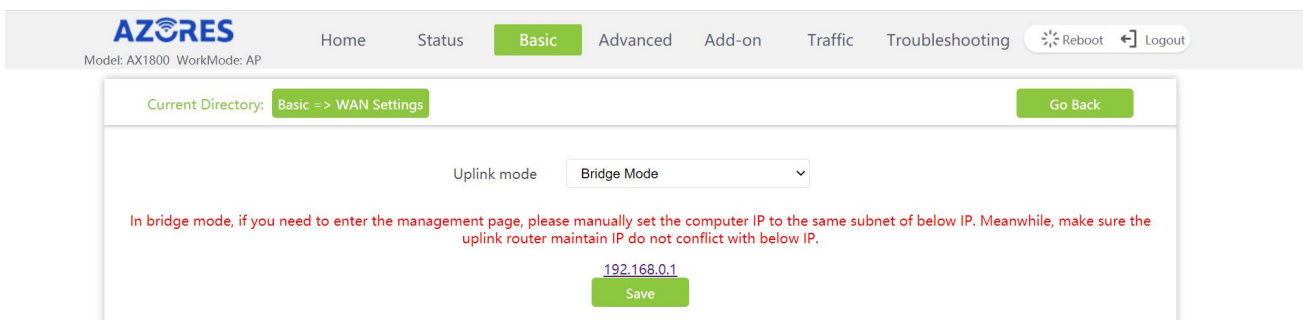 AZORES
Model: AX1800 WorkMode: AP
Home Status Basic Advanced Add-on Traffic Troubleshooting Reboot Logout
Current Directory: Basic => WAN Settings Go Back
Uplink mode Bridge Mode
In bridge mode, if you need to enter the management page, please manually set the computer IP to the same subnet of below IP. Meanwhile, make sure the
uplink router maintain IP do not conflict with below IP.
192.168.0.1
Save